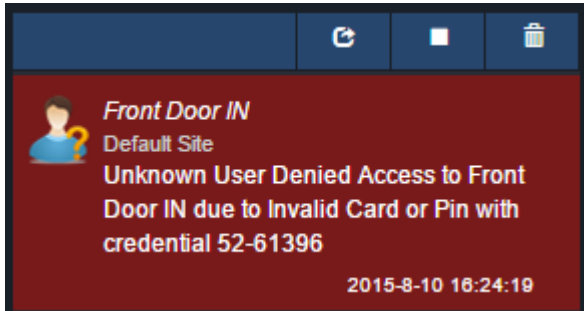 Front Door IN
Default Site
Unknown User Denied Access to Front
Door IN due to Invalid Card or Pin with
credential 52-61396
2015-8-10 16:24:19